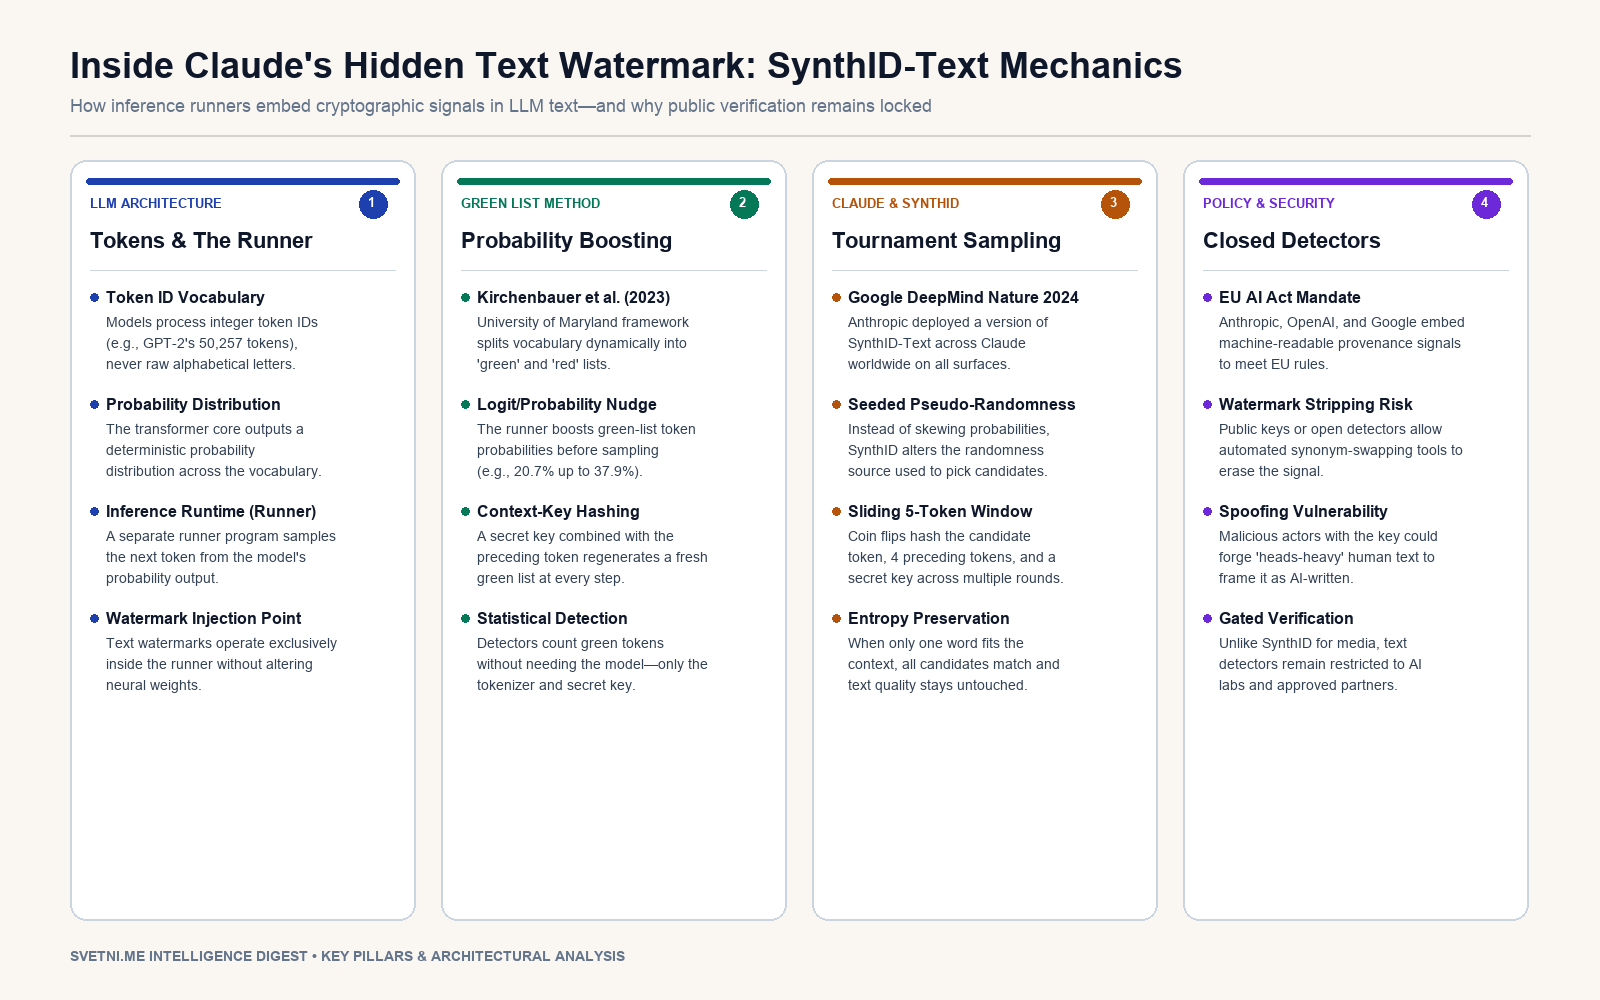 Inside Claude's Hidden Text Watermark: SynthID-Text Mechanics
How inference runners embed cryptographic signals in LLM text—and why public verification remains locked
LLM ARCHITECTURE
1
Tokens & The Runner
Token ID Vocabulary
Models process integer token IDs
(e.g., GPT-2's 50,257 tokens),
never raw alphabetical letters.
Probability Distribution
The transformer core outputs a
deterministic probability
distribution across the vocabulary.
Inference Runtime (Runner)
A separate runner program samples
the next token from the model's
probability output.
Watermark Injection Point
Text watermarks operate exclusively
inside the runner without altering
neural weights.
GREEN LIST METHOD
2
Probability Boosting
Kirchenbauer et al. (2023)
University of Maryland framework
splits vocabulary dynamically into
'green' and 'red' lists.
Logit/Probability Nudge
The runner boosts green-list token
probabilities before sampling
(e.g., 20.7% up to 37.9%).
Context-Key Hashing
A secret key combined with the
preceding token regenerates a fresh
green list at every step.
Statistical Detection
Detectors count green tokens
without needing the model—only the
tokenizer and secret key.
CLAUDE & SYNTHID
3
Tournament Sampling
Google DeepMind Nature 2024
Anthropic deployed a version of
SynthID-Text across Claude
worldwide on all surfaces.
Seeded Pseudo-Randomness
Instead of skewing probabilities,
SynthID alters the randomness
source used to pick candidates.
Sliding 5-Token Window
Coin flips hash the candidate
token, 4 preceding tokens, and a
secret key across multiple rounds.
Entropy Preservation
When only one word fits the
context, all candidates match and
text quality stays untouched.
POLICY & SECURITY
4
Closed Detectors
EU AI Act Mandate
Anthropic, OpenAI, and Google embed
machine-readable provenance signals
to meet EU rules.
Watermark Stripping Risk
Public keys or open detectors allow
automated synonym-swapping tools to
erase the signal.
Spoofing Vulnerability
Malicious actors with the key could
forge 'heads-heavy' human text to
frame it as AI-written.
Gated Verification
Unlike SynthID for media, text
detectors remain restricted to AI
labs and approved partners.
SVETNI.ME INTELLIGENCE DIGEST • KEY PILLARS & ARCHITECTURAL ANALYSIS